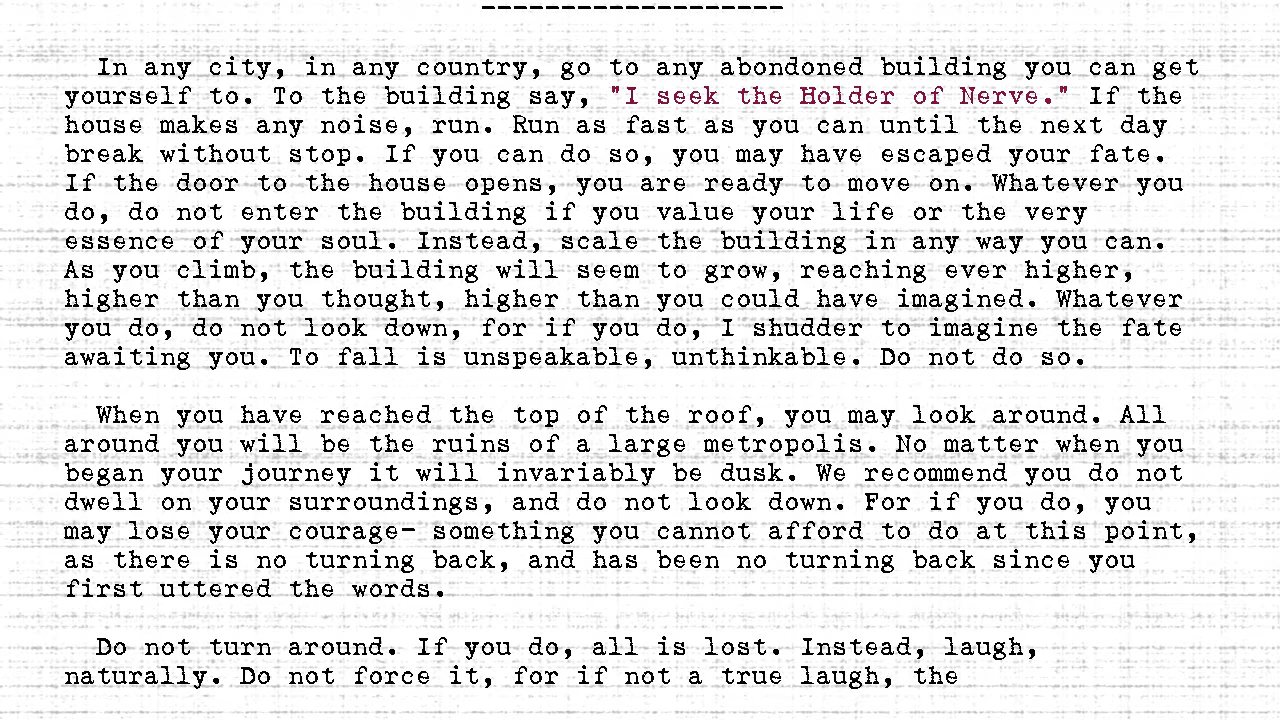 -------------------
In any city, in any country, go to any abondoned building you can get
yourself to. To the building say, "I seek the Holder of Nerve." If the
house makes any noise, run. Run as fast as you can until the next day
break without stop. If you can do so, you may have escaped your fate.
If the door to the house opens, you are ready to move on. Whatever you
do, do not enter the building if you value your life or the very
essence of your soul. Instead, scale the building in any way you can.
As you climb, the building will seem to grow, reaching ever higher,
higher than you thought, higher than you could have imagined. Whatever
you do, do not look down, for if you do, I shudder to imagine the fate
awaiting you. To fall is unspeakable, unthinkable. Do not do so.
When you have reached the top of the roof, you may look around. All
around you will be the ruins of a large metropolis. No matter when you
began your journey it will invariably be dusk. We recommend you do not
dwell on your surroundings, and do not look down. For if you do, you
may lose your courage- something you cannot afford to do at this point,
as there is no turning back, and has been no turning back since you
first uttered the words.
Do not turn around. If you do, all is lost. Instead, laugh,
naturally. Do not force it, for if not a true laugh, the